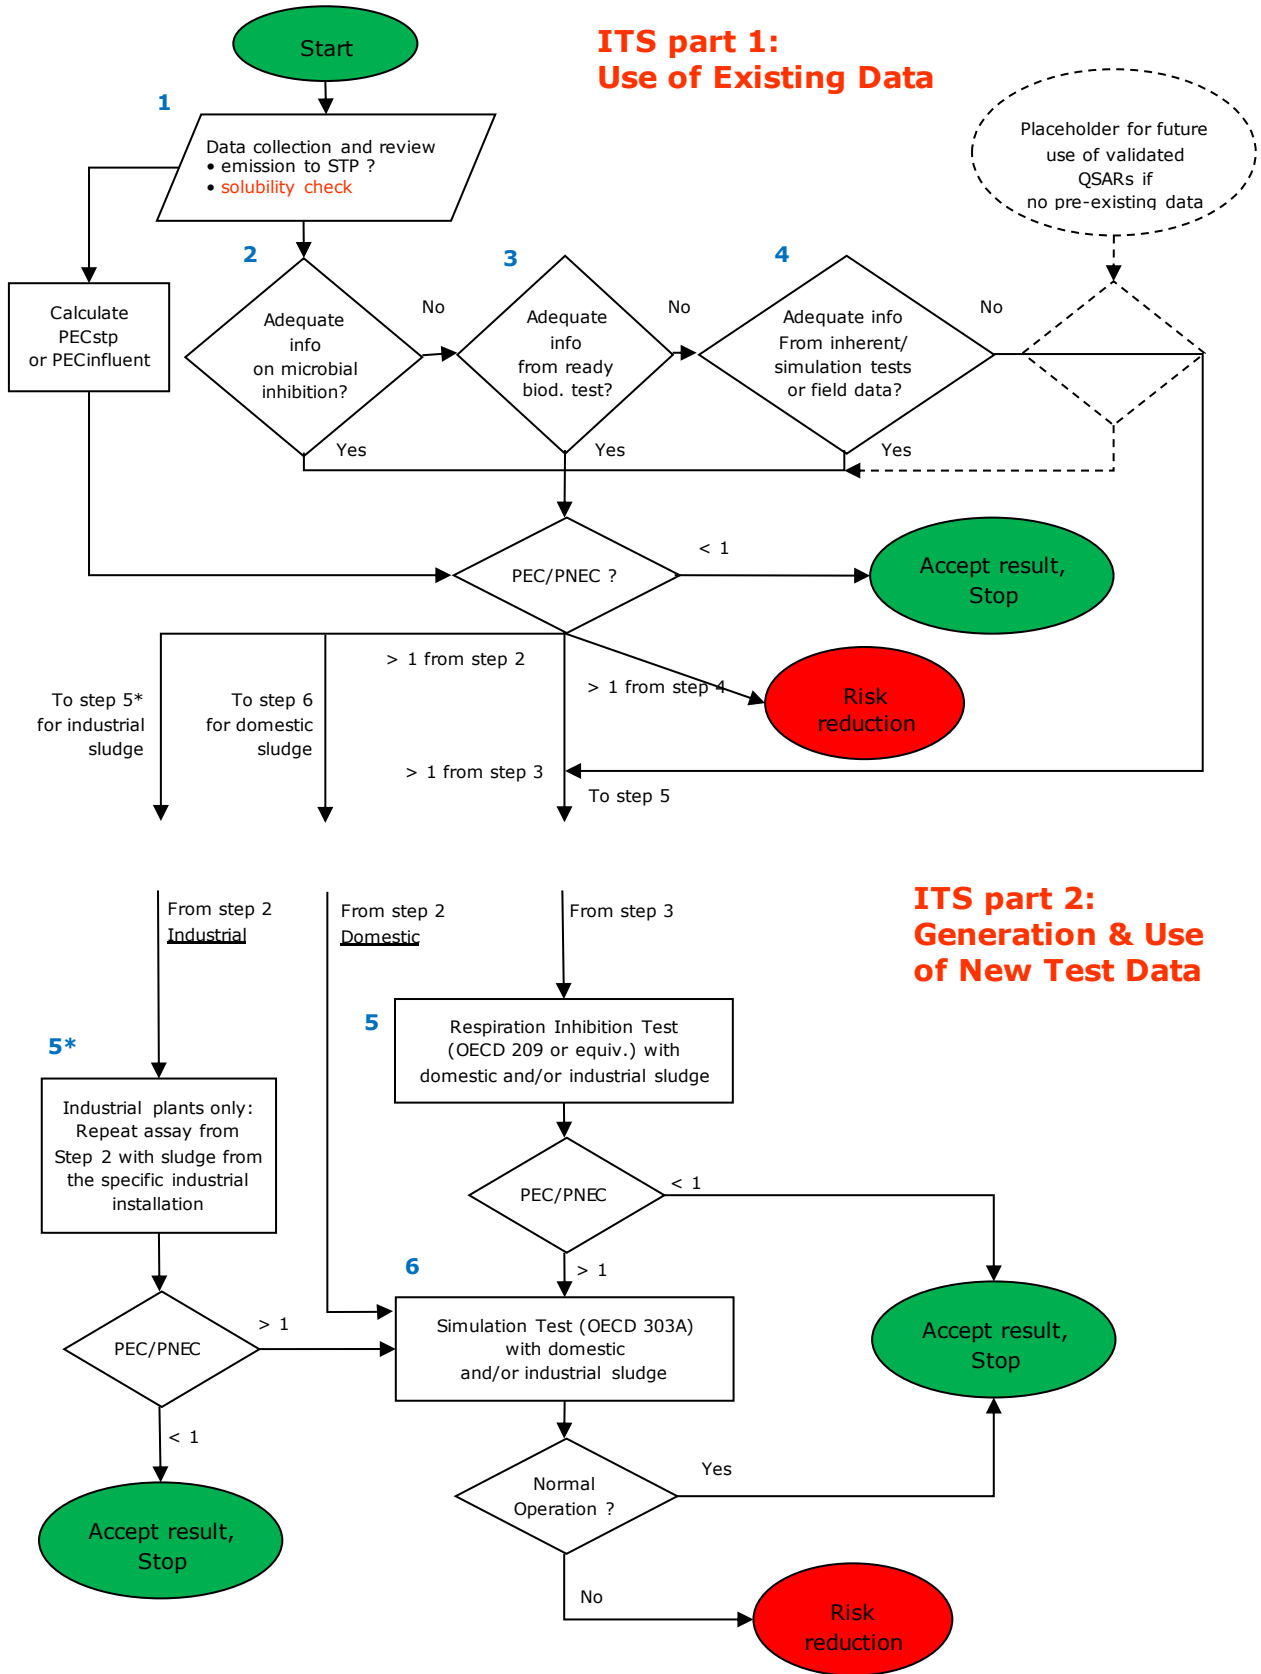 Start
ITS part 1:
Use of Existing Data
1
Data collection and review
• emission to STP ?
• solubility check
Placeholder for future
use of validated
QSARs if
no pre-existing data
2
3
4
Calculate
PECstp
or PECinfluent
Adequate
info
on microbial
inhibition?
No
Adequate
info
from ready
biod. test?
No
Adequate info
From inherent/
simulation tests
or field data?
No
Yes
Yes
Yes
PEC/PNEC ?
< 1
Accept result,
Stop
> 1 from step 2
> 1 from step 4
Risk
reduction
To step 5*
for industrial
sludge
To step 6
for domestic
sludge
> 1 from step 3
To step 5
ITS part 2:
Generation & Use
of New Test Data
From step 2
Industrial
From step 2
Domestic
From step 3
5
Respiration Inhibition Test
(OECD 209 or equiv.) with
domestic and/or industrial sludge
5*
Industrial plants only:
Repeat assay from
Step 2 with sludge from
the specific industrial
installation
PEC/PNEC
< 1
> 1
6
Simulation Test (OECD 303A)
with domestic
and/or industrial sludge
PEC/PNEC
> 1
< 1
Accept result,
Stop
Normal
Operation ?
Yes
Accept result,
Stop
No
Risk
reduction